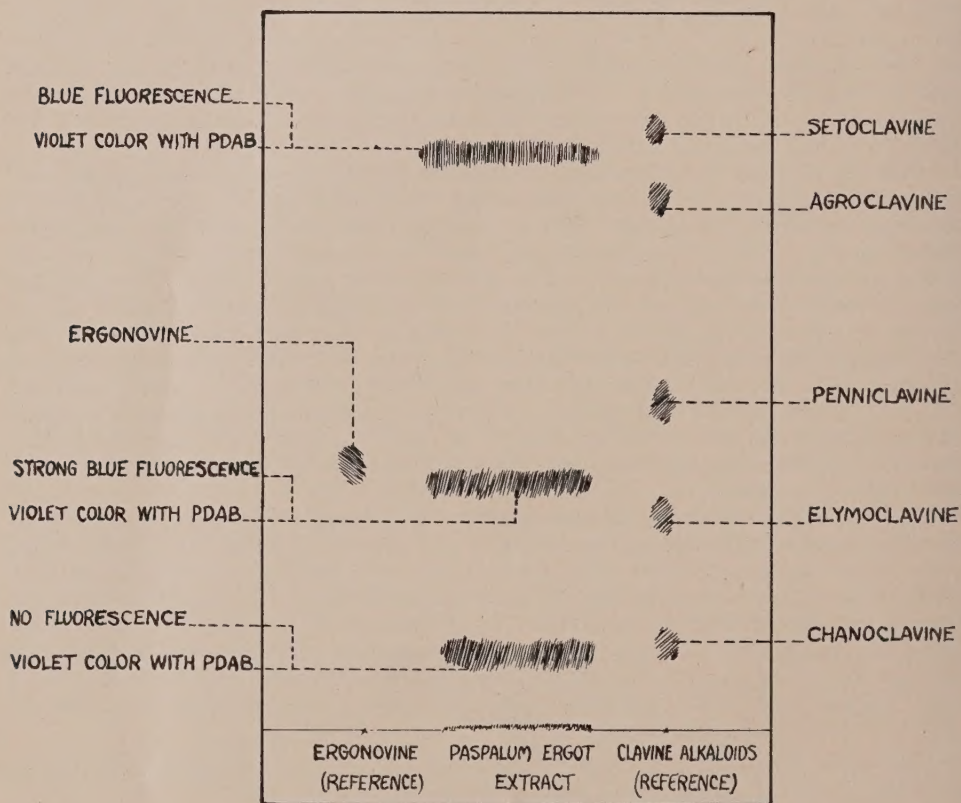 BLUE FLUORESCENCE
VIOLET COLOR WITH PDAB
ERGONOVINE
STRONG BLUE FLUORESCENCE
VIOLET COLOR WITH PDAB
NO FLUORESCENCE
VIOLET COLOR WITH PDAB
SETOCLAVINE
AGROCLAVINE
PENNICLAVINE
ELYMOCLAVINE
CHANOCLAVINE
ERGONOVINE
(REFERENCE)
PASPALUM ERGOT
EXTRACT
CLAVINE ALKALOIDS
(REFERENCE)